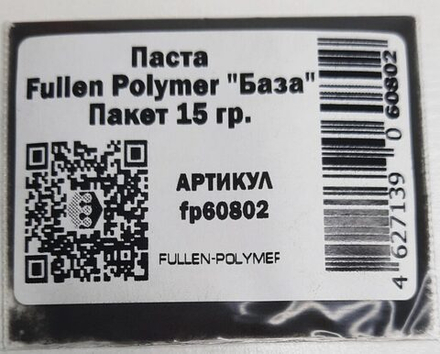 Паста
Fullen Polymer "База"
Пакет 15 гр.
АРТИКУЛ
fp60802
FULLEN-POLYMER
4 627139 0 60802